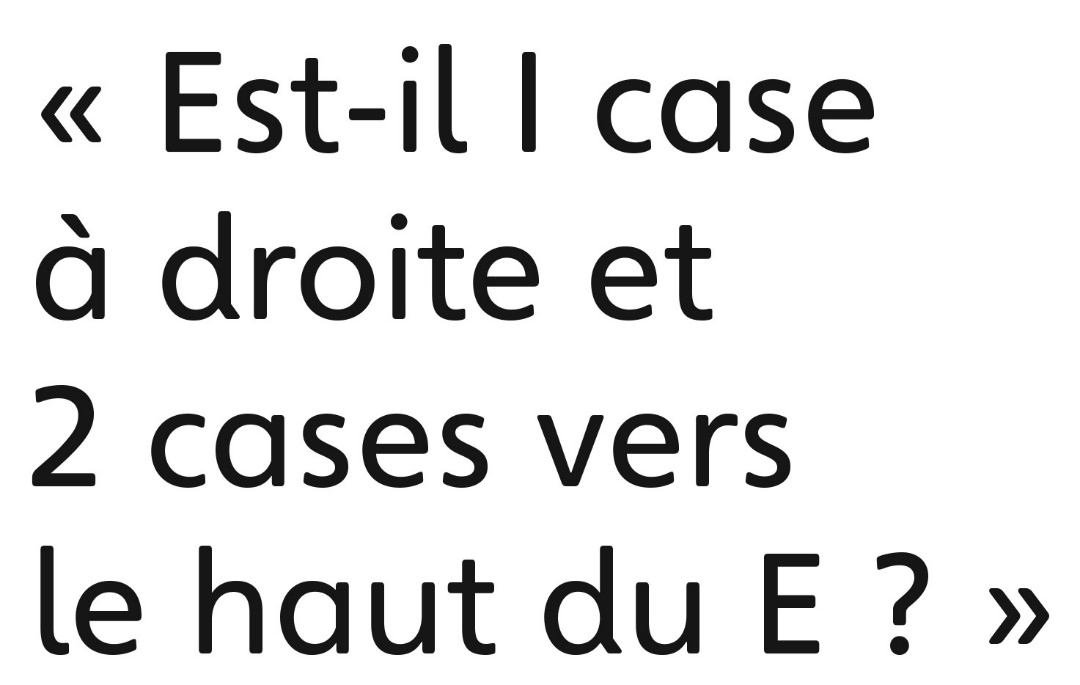 « Est-il 1 case
à droite et
2 cases vers
le haut du E ? »